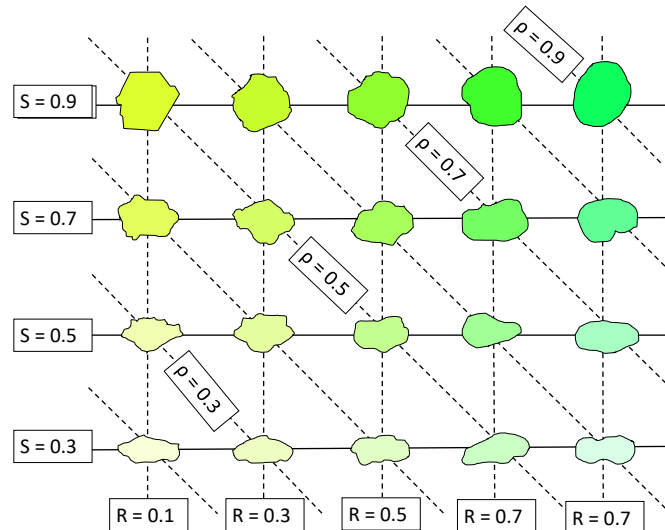 ρ = 0.9
S = 0.9
ρ = 0.7
S = 0.7
ρ = 0.5
S = 0.5
ρ = 0.3
S = 0.3
R = 0.1
R = 0.3
R = 0.5
R = 0.7
R = 0.7